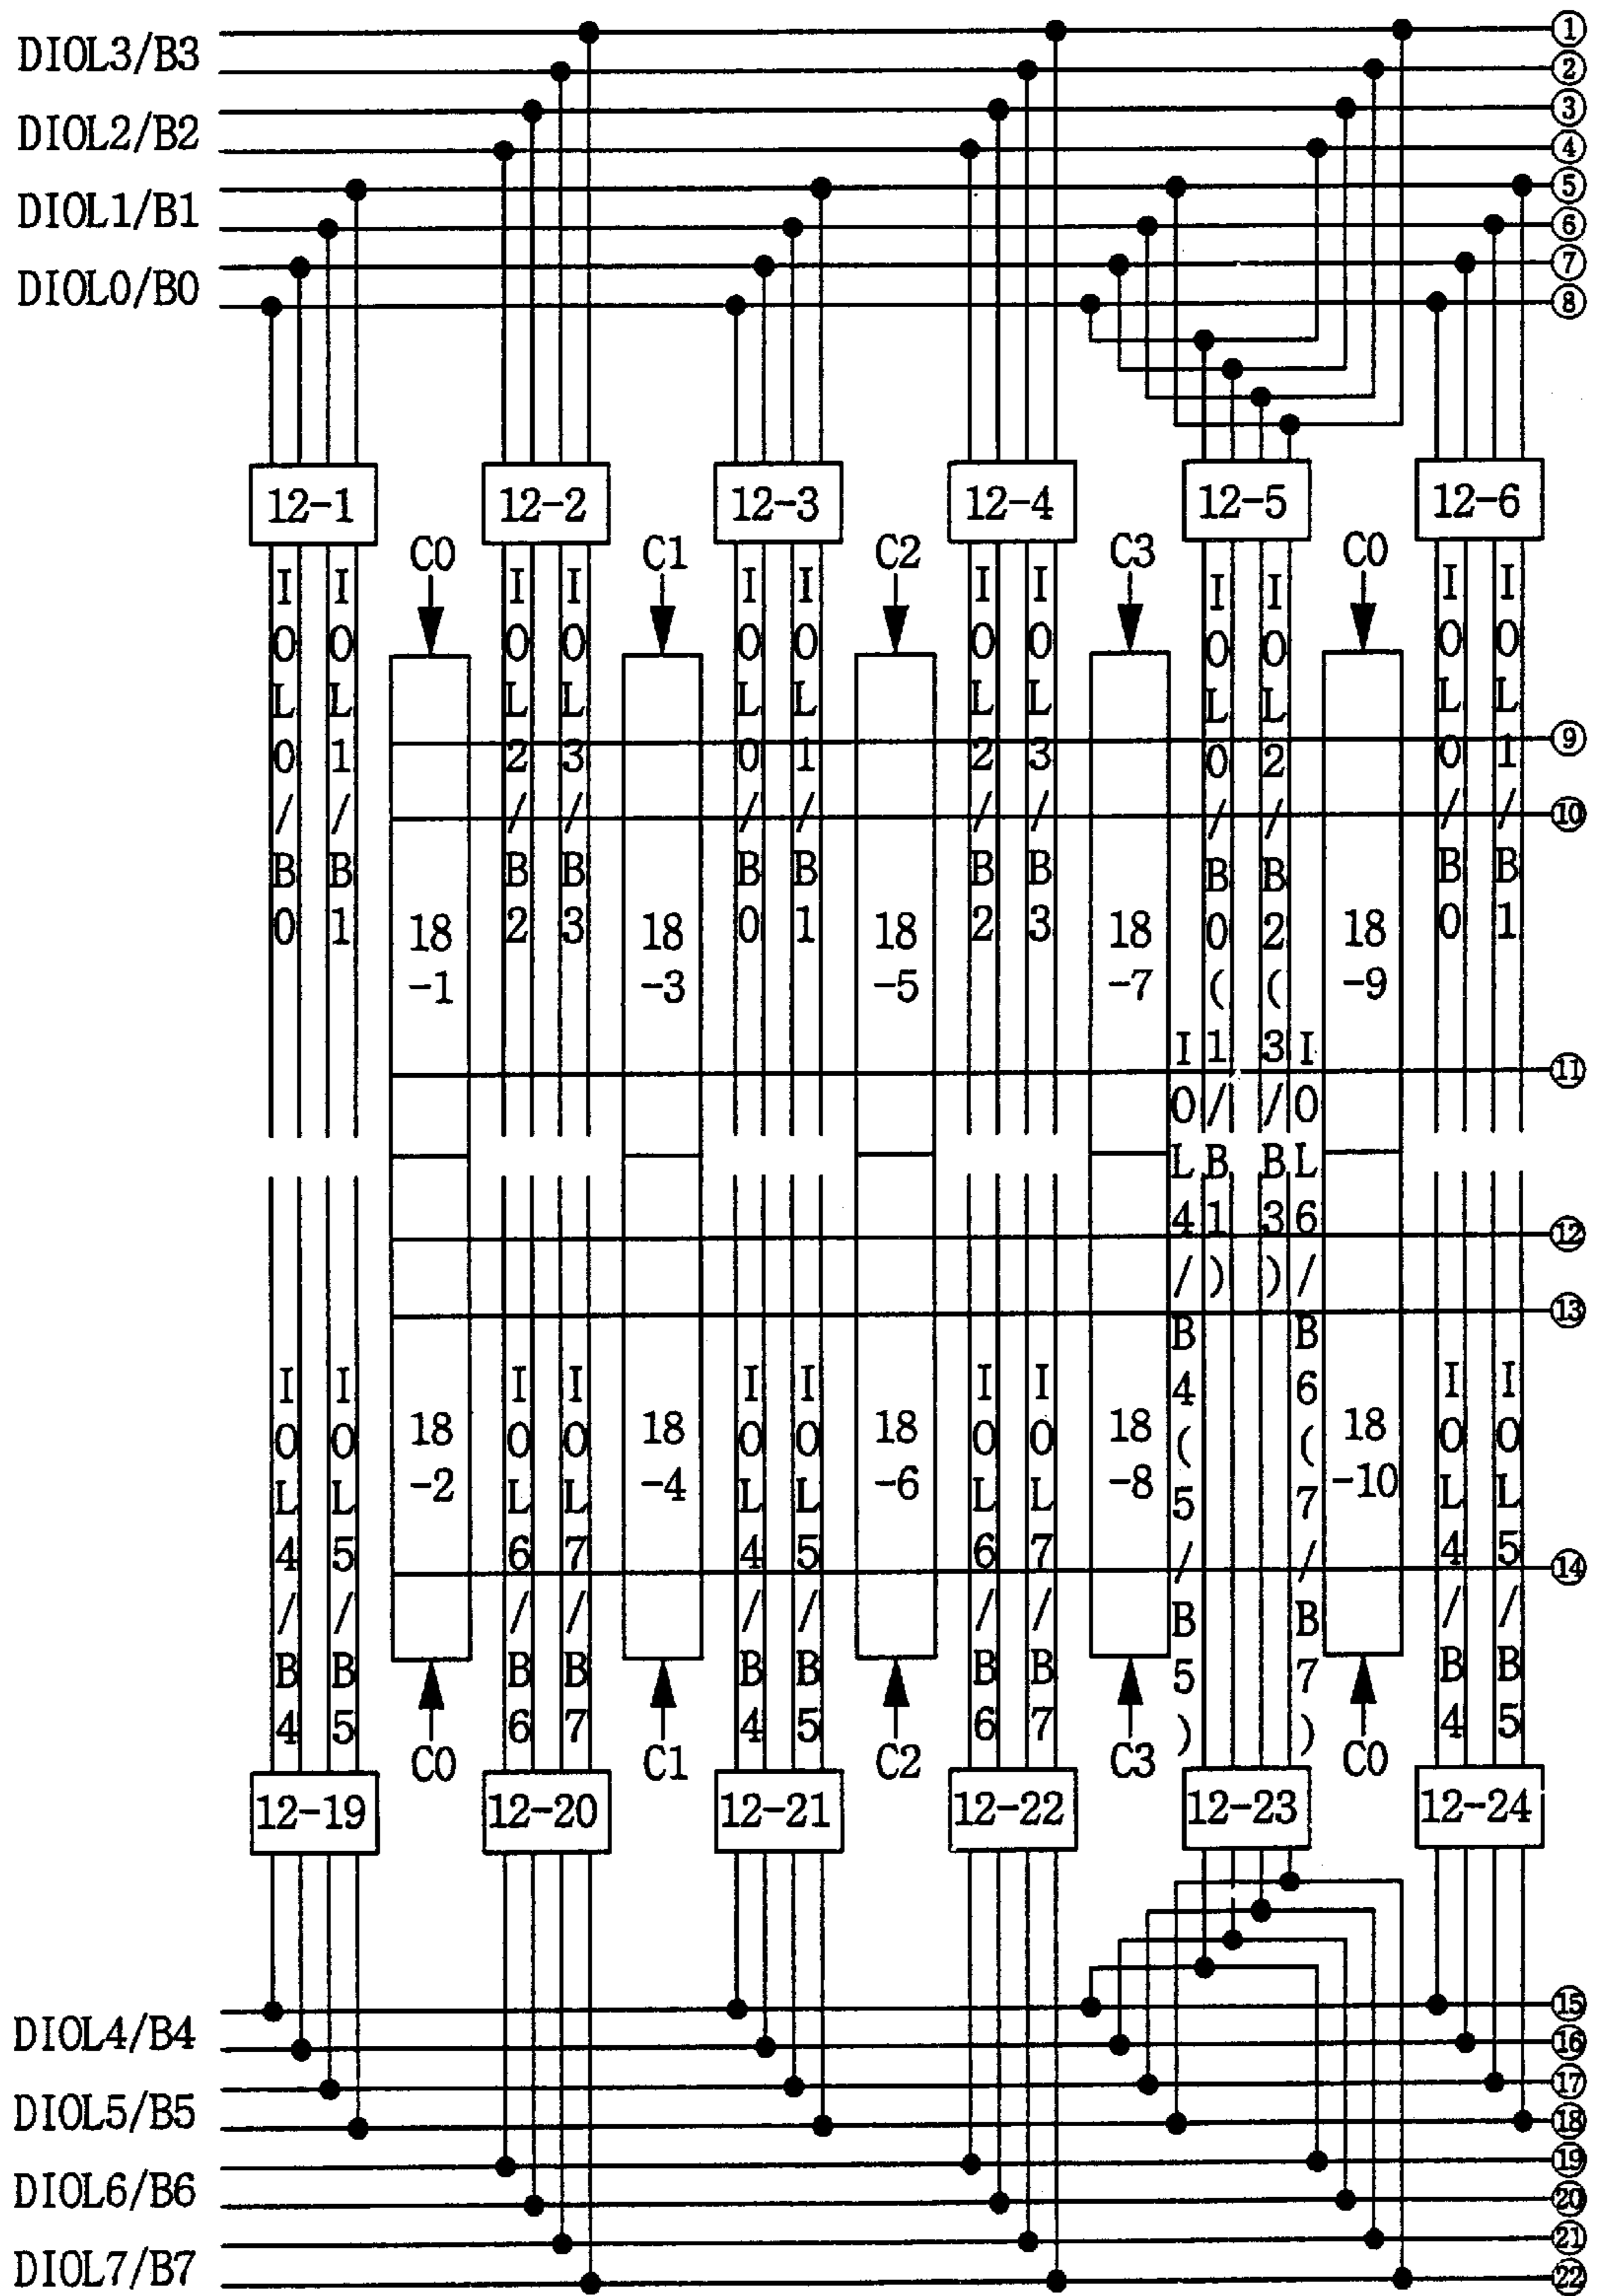 DIOL3/B3
①
②
DIOL2/B2
③
④
DIOL1/B1
⑤
⑥
DIOL0/B0
⑦
⑧
12-1
12-2
12-3
12-4
12-5
12-6
C0
C1
C2
C3
C0
IOL0/B0
IOL1/B1
IOL2/B2
IOL3/B3
IOL0/B0
IOL1/B1
IOL2/B2
IOL3/B3
IOL0/B0(1/B1)
IOL2/B2(3/B3)
IOL0/B0
IOL1/B1
⑨
⑩
18-1
18-3
18-5
18-7
18-9
⑪
⑫
⑬
IOL4/B4
IOL5/B5
IOL6/B6
IOL7/B7
IOL4/B4
IOL5/B5
IOL6/B6
IOL7/B7
IOL4/B4(5/B5)
IOL6/B6(7/B7)
IOL4/B4
IOL5/B5
18-2
18-4
18-6
18-8
18-10
⑭
C0
C1
C2
C3
C0
12-19
12-20
12-21
12-22
12-23
12-24
⑮
DIOL4/B4
⑯
⑰
DIOL5/B5
⑱
⑲
DIOL6/B6
⑳
㉑
DIOL7/B7
㉒